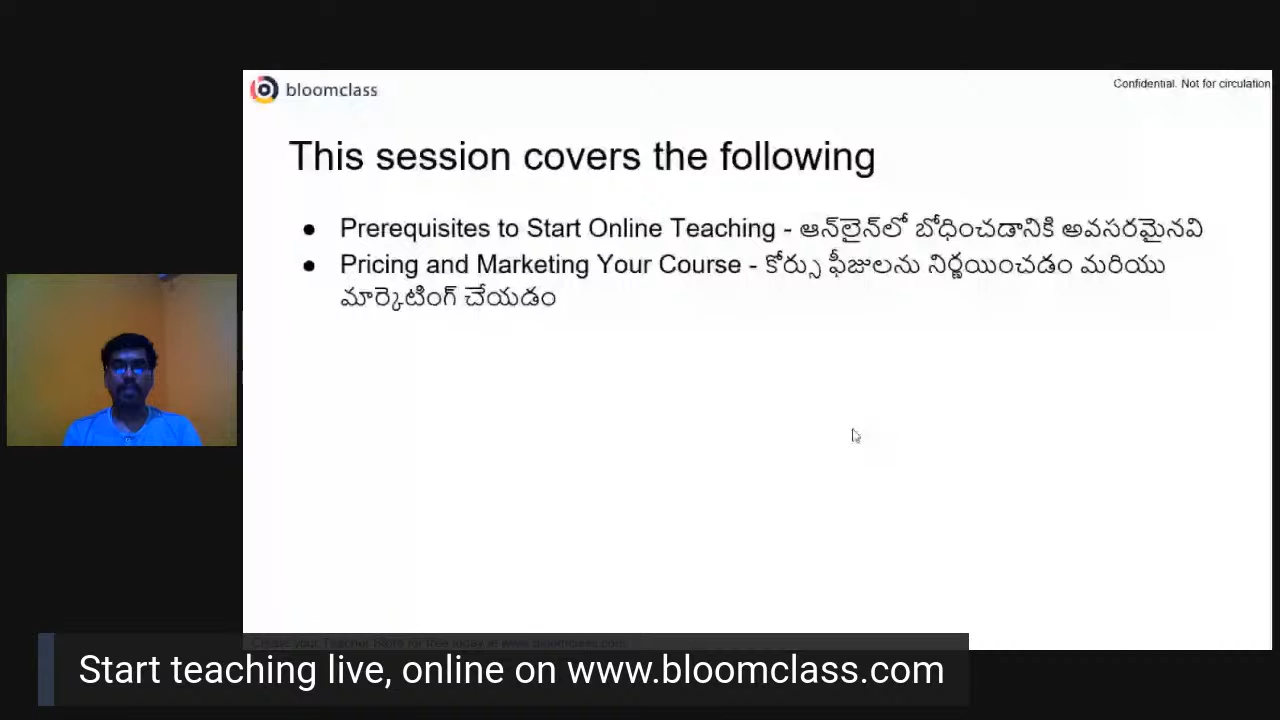 bloomclass
Confidential. Not for circulation
This session covers the following
● Prerequisites to Start Online Teaching - ఆన్‌లైన్‌లో బోధించడానికి అవసరమైనవి
● Pricing and Marketing Your Course - కోర్సు ఫీజులను నిర్ణయించడం మరియు
మార్కెటింగ్ చేయడం
Start teaching live, online on www.bloomclass.com